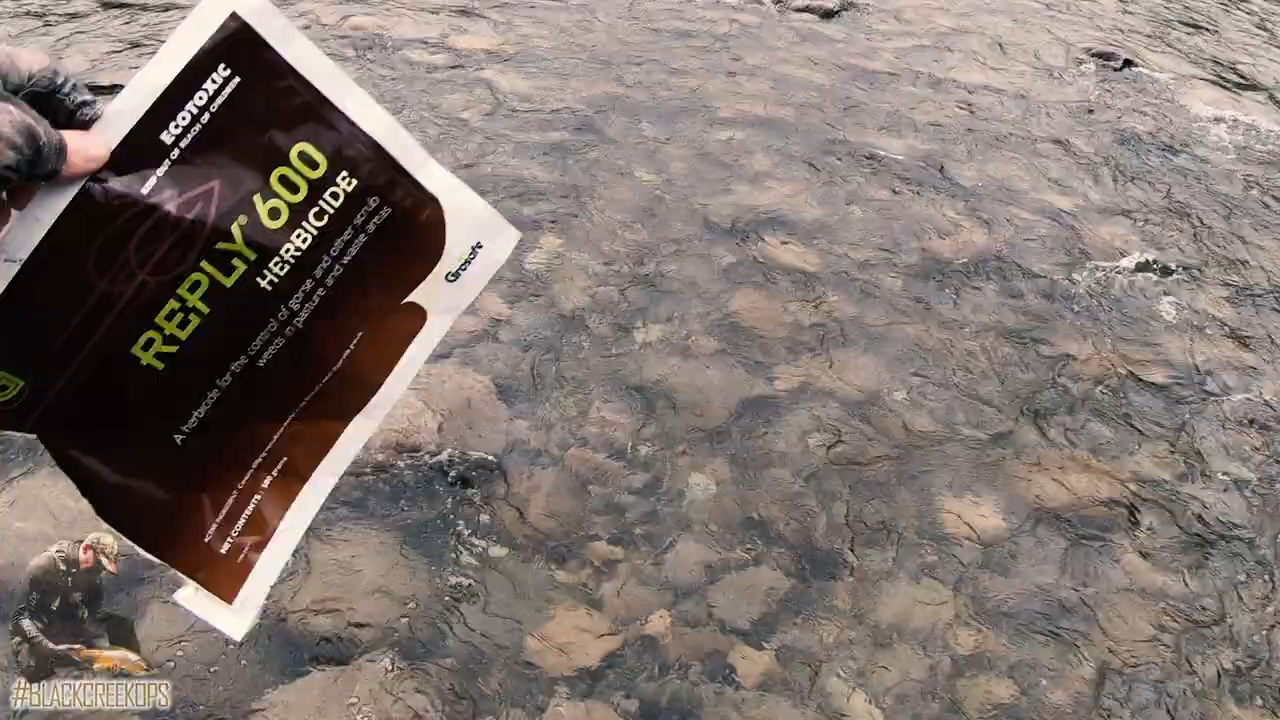 ECOTOXIC
KEEP OUT OF REACH OF CHILDREN
REPLY® 600
HERBICIDE
A herbicide for the control of gorse and other scrub
weeds in pasture and waste areas
Grosafe
NET CONTENTS:
#BLACKCREEKOPS